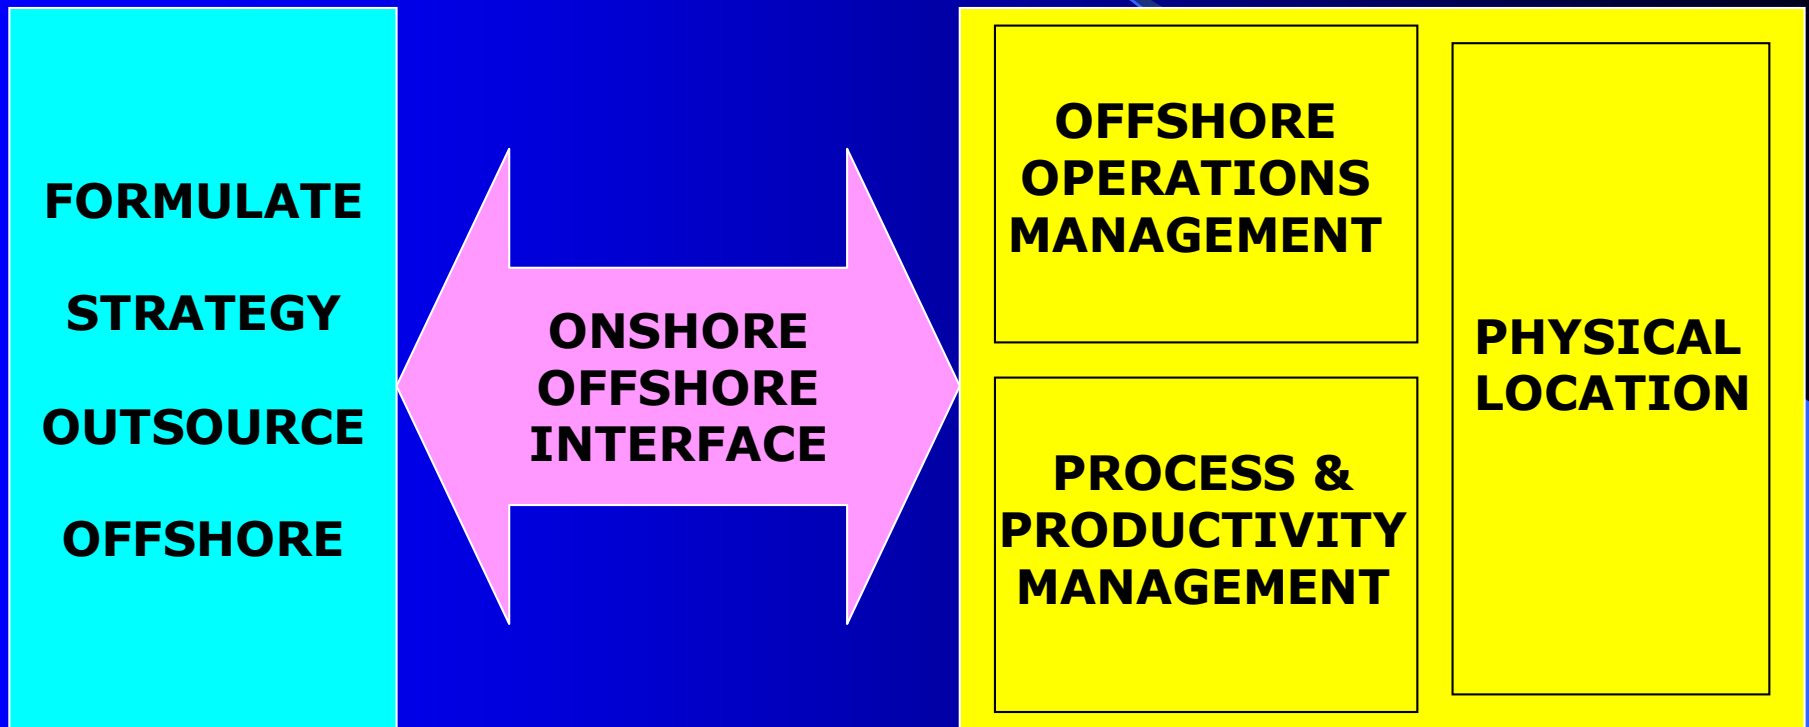 FORMULATE
STRATEGY
OUTSOURCE
OFFSHORE
ONSHORE
OFFSHORE
INTERFACE
OFFSHORE
OPERATIONS
MANAGEMENT
PROCESS &
PRODUCTIVITY
MANAGEMENT
PHYSICAL
LOCATION